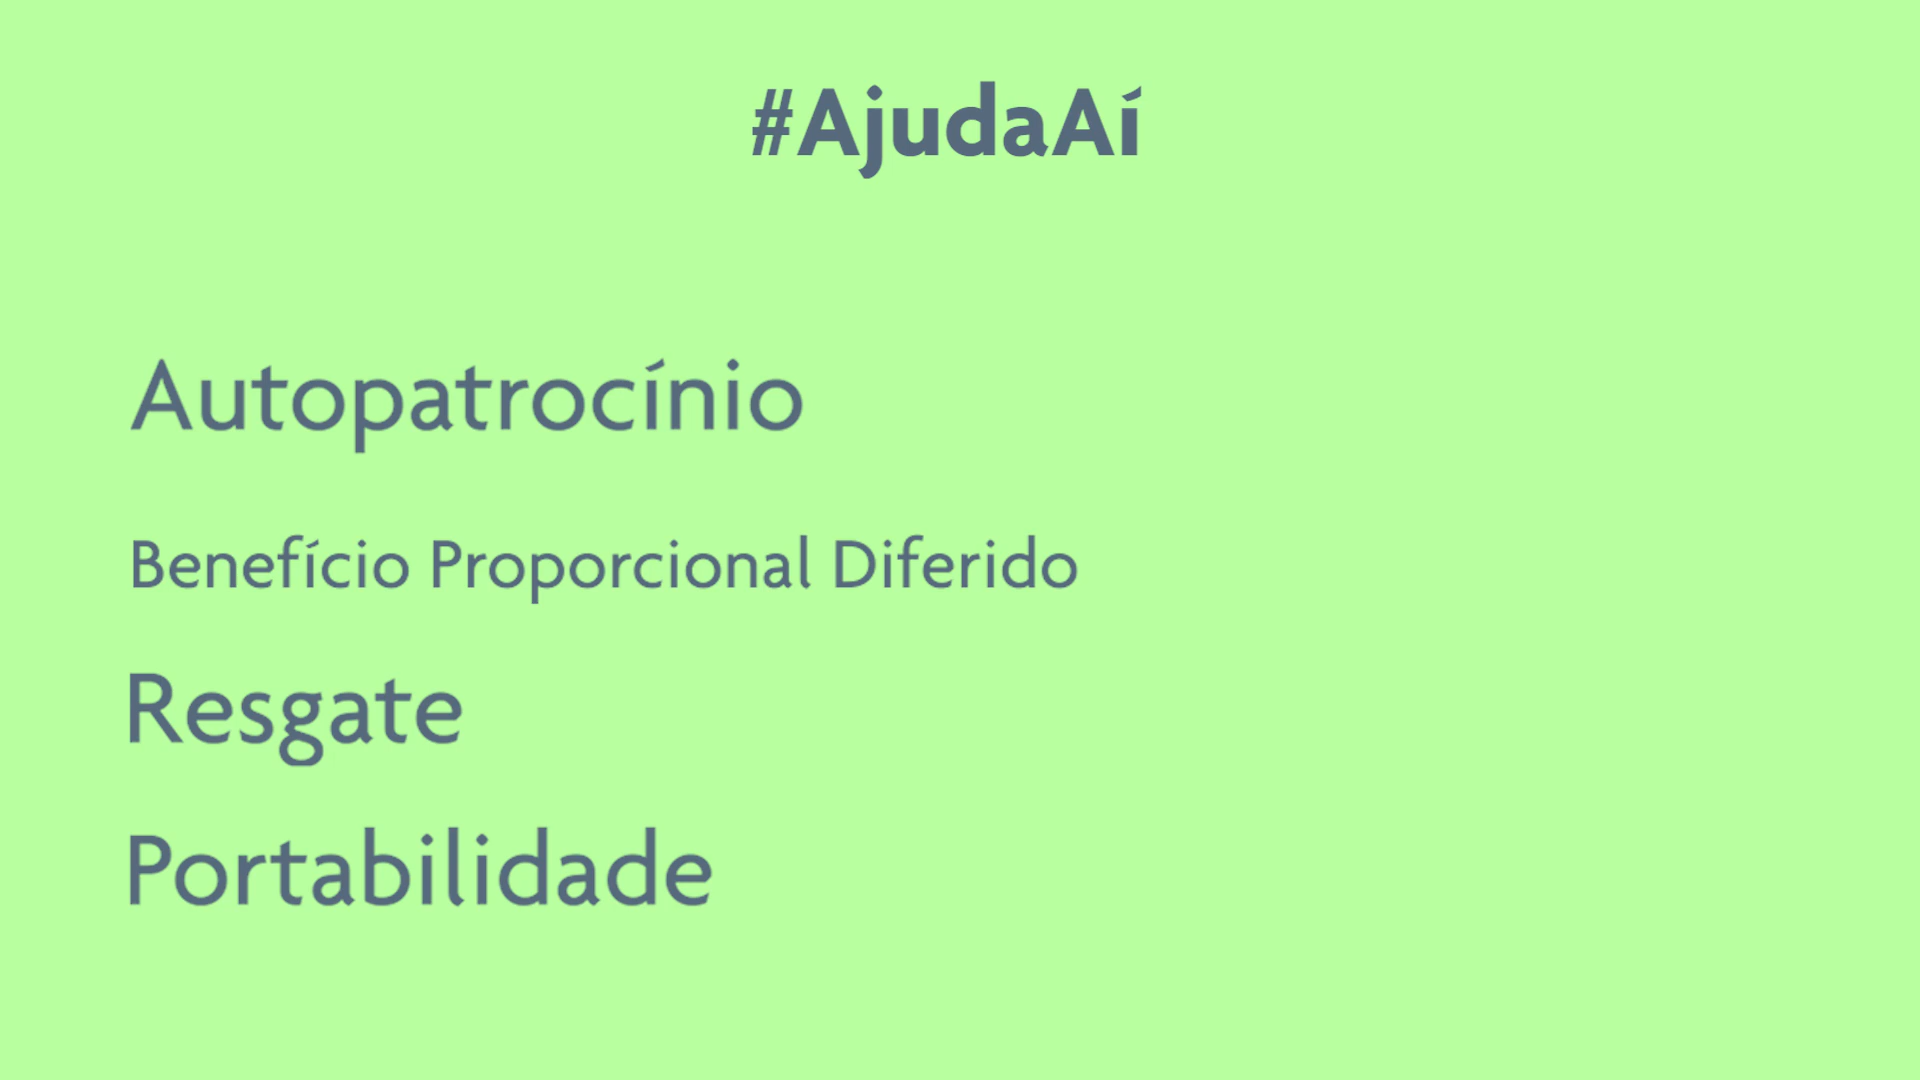 #AjudaAí
Autopatrocínio
Benefício Proporcional Diferido
Resgate
Portabilidade